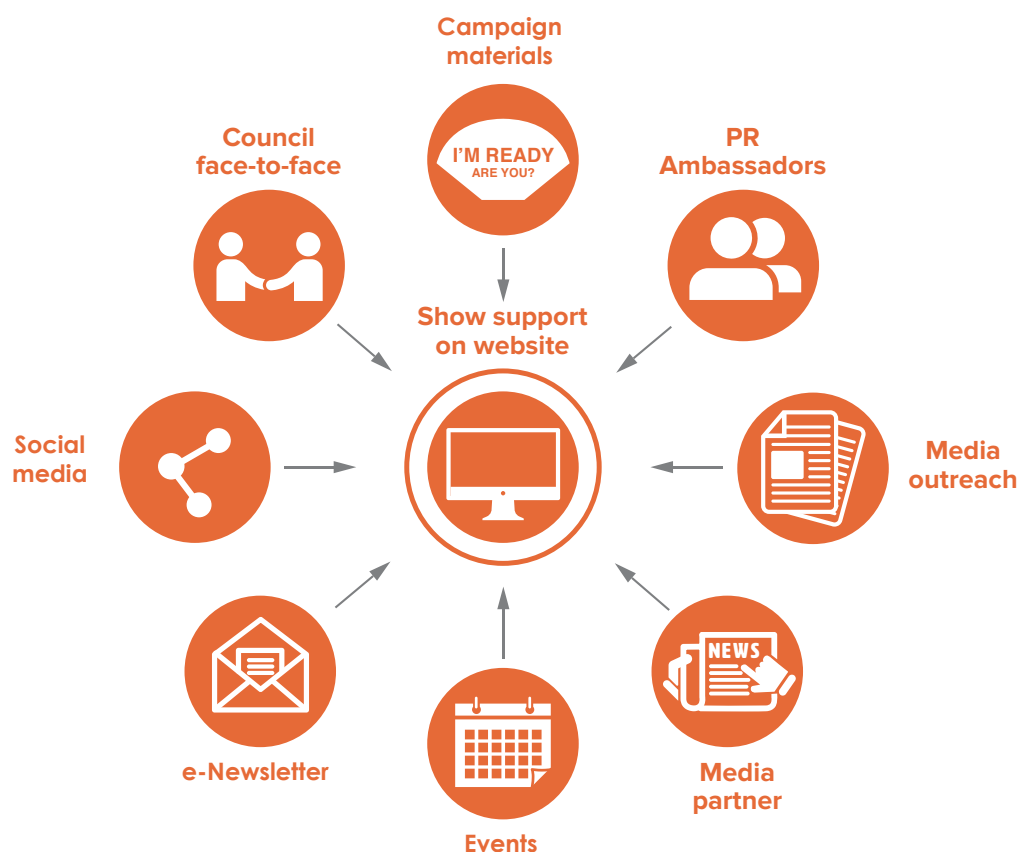 Campaign
materials
I'M READY
ARE YOU?
Council
face-to-face
PR
Ambassadors
Show support
on website
Social
media
Media
outreach
NEWS
e-Newsletter
Media
partner
Events